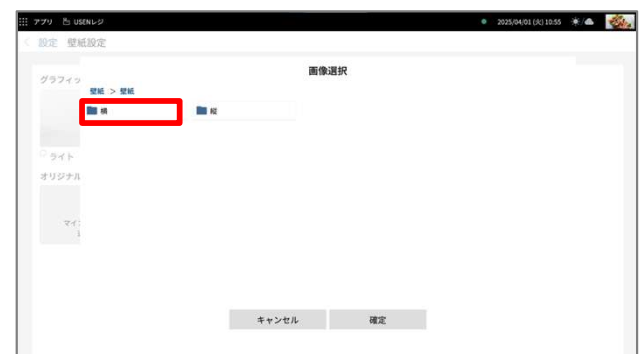 アプリ USENレジ 2025/04/01 (火) 10:55
設定 壁紙設定
画像選択
グラフィッ
壁紙 > 壁紙
横 縦
ライト
オリジナル
マイ
キャンセル 確定